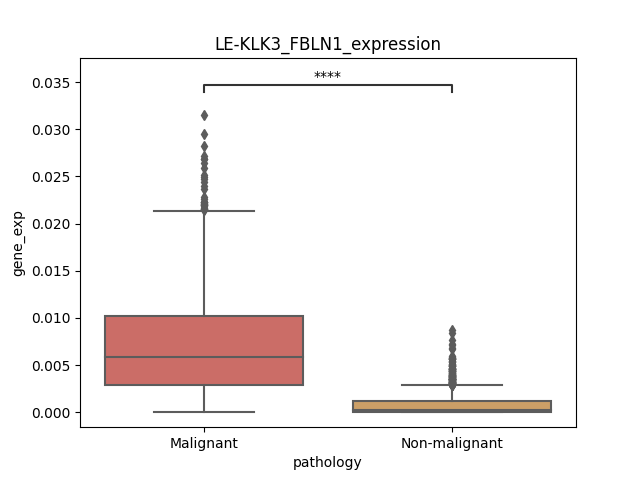 LE-KLK3_FBLN1_expression
****
0.035
0.030
0.025
0.020
0.015
0.010
0.005
0.000
gene_exp
Malignant
Non-malignant
pathology